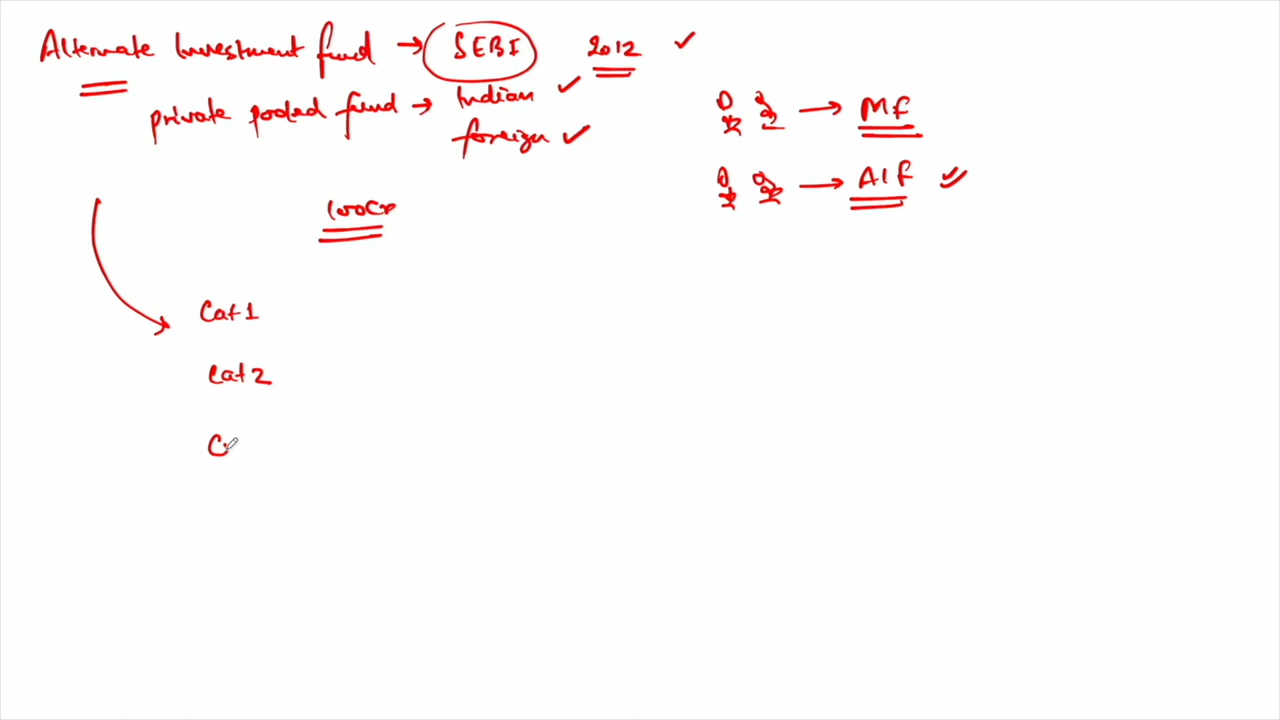 Alternate Investment fund → SEBI 2012 ✓
private pooled fund → Indian ✓
foreign ✓
→ MF
→ AIF ✓
100Cr
Cat 1
Cat 2
C